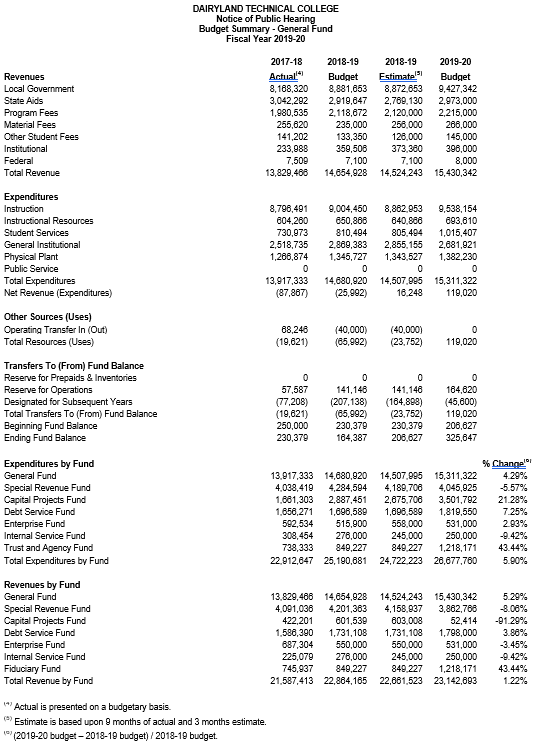 DAIRYLAND TECHNICAL COLLEGE
Notice of Public Hearing
Budget Summary - General Fund
Fiscal Year 2019-20
2017-18 2018-19 2018-19 2019-20
Revenues Actual(4) Budget Estimate(5) Budget
Local Government 8,168,320 8,881,653 8,872,653 9,427,342
State Aids 3,042,292 2,919,647 2,769,130 2,973,000
Program Fees 1,980,535 2,118,672 2,120,000 2,215,000
Material Fees 255,620 235,000 256,000 266,000
Other Student Fees 141,202 133,350 126,000 145,000
Institutional 233,988 359,506 373,360 396,000
Federal 7,509 7,100 7,100 8,000
Total Revenue 13,829,466 14,654,928 14,524,243 15,430,342
Expenditures
Instruction 8,796,491 9,004,450 8,862,953 9,538,154
Instructional Resources 604,260 650,866 640,866 693,610
Student Services 730,973 810,494 805,494 1,015,407
General Institutional 2,518,735 2,869,383 2,855,155 2,681,921
Physical Plant 1,266,874 1,345,727 1,343,527 1,382,230
Public Service 0 0 0 0
Total Expenditures 13,917,333 14,680,920 14,507,995 15,311,322
Net Revenue (Expenditures) (87,867) (25,992) 16,248 119,020
Other Sources (Uses)
Operating Transfer In (Out) 68,246 (40,000) (40,000) 0
Total Resources (Uses) (19,621) (65,992) (23,752) 119,020
Transfers To (From) Fund Balance
Reserve for Prepaids & Inventories 0 0 0 0
Reserve for Operations 57,587 141,146 141,146 164,620
Designated for Subsequent Years (77,208) (207,138) (164,898) (45,600)
Total Transfers To (From) Fund Balance (19,621) (65,992) (23,752) 119,020
Beginning Fund Balance 250,000 230,379 230,379 206,627
Ending Fund Balance 230,379 164,387 206,627 325,647
Expenditures by Fund % Change(6)
General Fund 13,917,333 14,680,920 14,507,995 15,311,322 4.29%
Special Revenue Fund 4,038,419 4,284,594 4,189,706 4,045,925 -5.57%
Capital Projects Fund 1,661,303 2,887,451 2,675,706 3,501,792 21.28%
Debt Service Fund 1,656,271 1,696,589 1,696,589 1,819,550 7.25%
Enterprise Fund 592,534 515,900 558,000 531,000 2.93%
Internal Service Fund 308,454 276,000 245,000 250,000 -9.42%
Trust and Agency Fund 738,333 849,227 849,227 1,218,171 43.44%
Total Expenditures by Fund 22,912,647 25,190,681 24,722,223 26,677,760 5.90%
Revenues by Fund
General Fund 13,829,466 14,654,928 14,524,243 15,430,342 5.29%
Special Revenue Fund 4,091,036 4,201,363 4,158,937 3,862,766 -8.06%
Capital Projects Fund 422,201 601,539 603,008 52,414 -91.29%
Debt Service Fund 1,586,390 1,731,108 1,731,108 1,798,000 3.86%
Enterprise Fund 687,304 550,000 550,000 531,000 -3.45%
Internal Service Fund 225,079 276,000 245,000 250,000 -9.42%
Fiduciary Fund 745,937 849,227 849,227 1,218,171 43.44%
Total Revenue by Fund 21,587,413 22,864,165 22,661,523 23,142,693 1.22%
(4) Actual is presented on a budgetary basis.
(5) Estimate is based upon 9 months of actual and 3 months estimate.
(6) (2019-20 budget – 2018-19 budget) / 2018-19 budget.